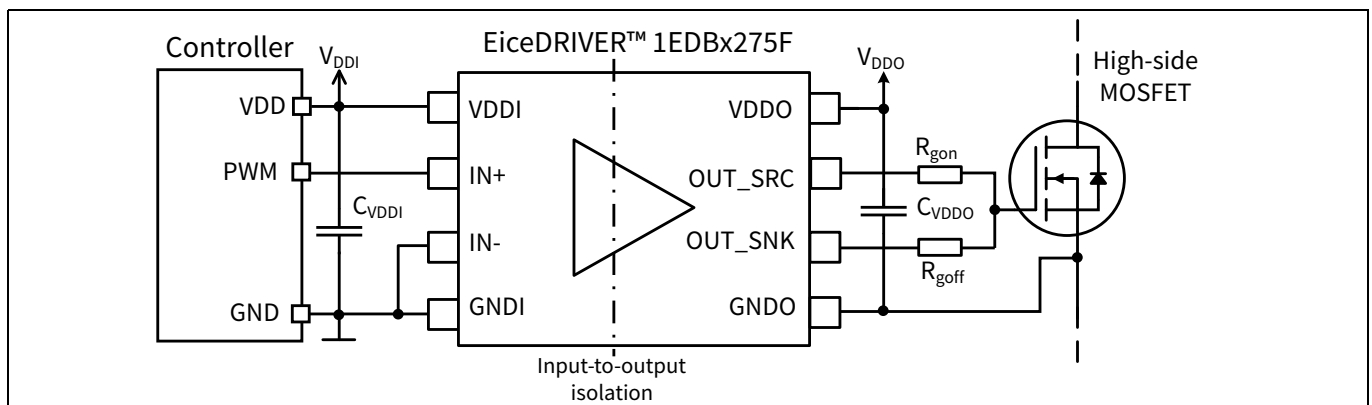 Controller
V_DDI
EiceDRIVER™ 1EDBx275F
V_DDO
High-side
MOSFET
VDD
VDDI
VDDO
R_gon
PWM
IN+
OUT_SRC
C_VDDI
C_VDDO
IN-
OUT_SNK
R_goff
GND
GNDI
GNDO
Input-to-output
isolation